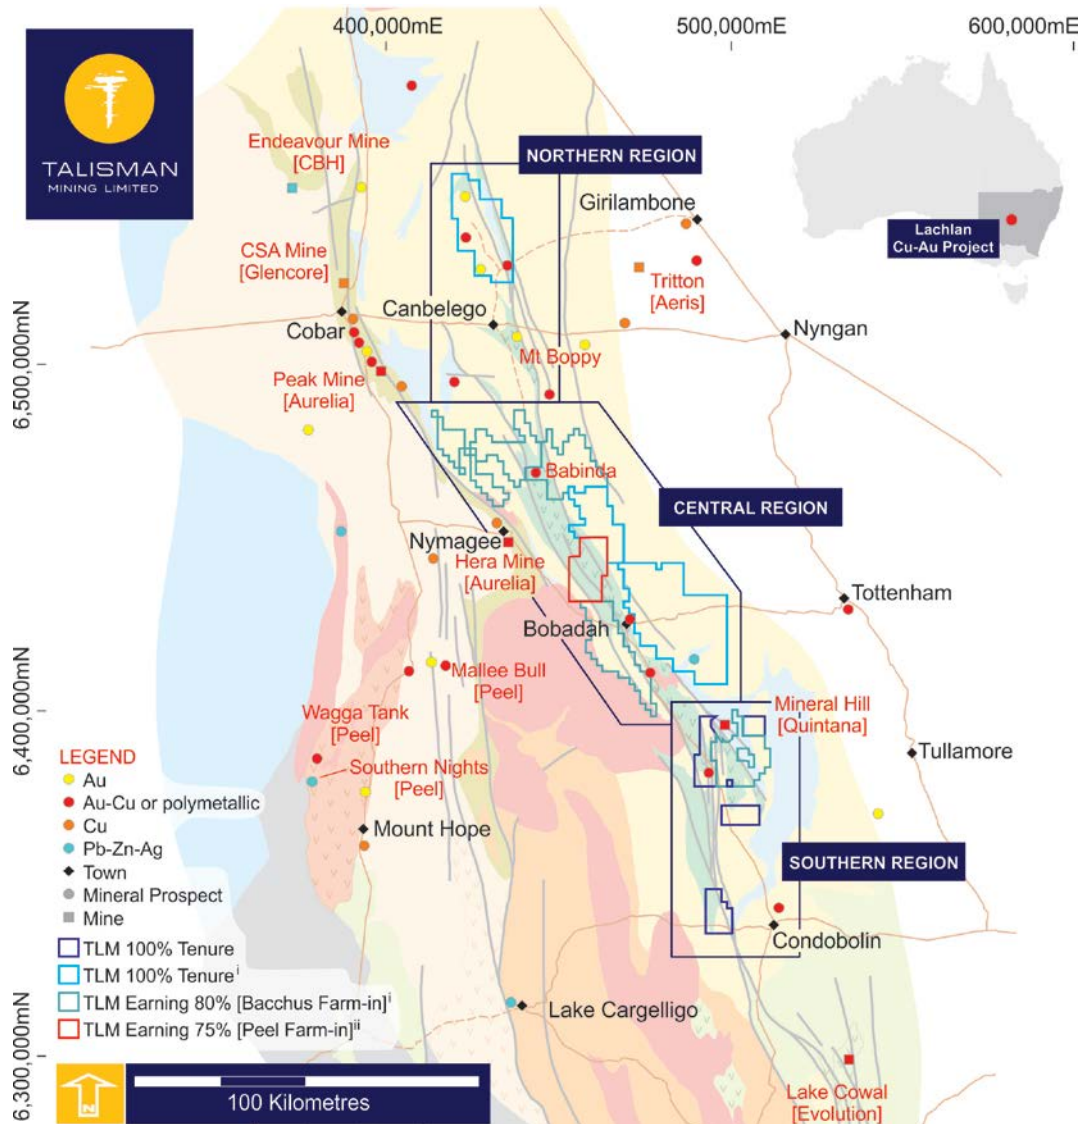 400,000mE
500,000mE
600,000mE
TALISMAN
MINING LIMITED
Endeavour Mine
[CBH]
NORTHERN REGION
Girilambone
Lachlan
Cu-Au Project
CSA Mine
[Glencore]
Tritton
[Aeris]
Canbelego
Cobar
Nyngan
Mt Boppy
6,500,000mN
Peak Mine
[Aurelia]
Babinda
CENTRAL REGION
Nymagee
Hera Mine
[Aurelia]
Tottenham
Bobadah
Mallee Bull
[Peel]
6,400,000mN
Wagga Tank
[Peel]
Mineral Hill
[Quintana]
Tullamore
Southern Nights
[Peel]
Mount Hope
SOUTHERN REGION
Condobolin
LEGEND
Au
Au-Cu or polymetallic
Cu
Pb-Zn-Ag
Town
Mineral Prospect
Mine
TLM 100% Tenure
TLM 100% Tenureⁱ
TLM Earning 80% [Bacchus Farm-in]ⁱ
TLM Earning 75% [Peel Farm-in]ⁱⁱ
Lake Cargelligo
6,300,000mN
N
100 Kilometres
Lake Cowal
[Evolution]